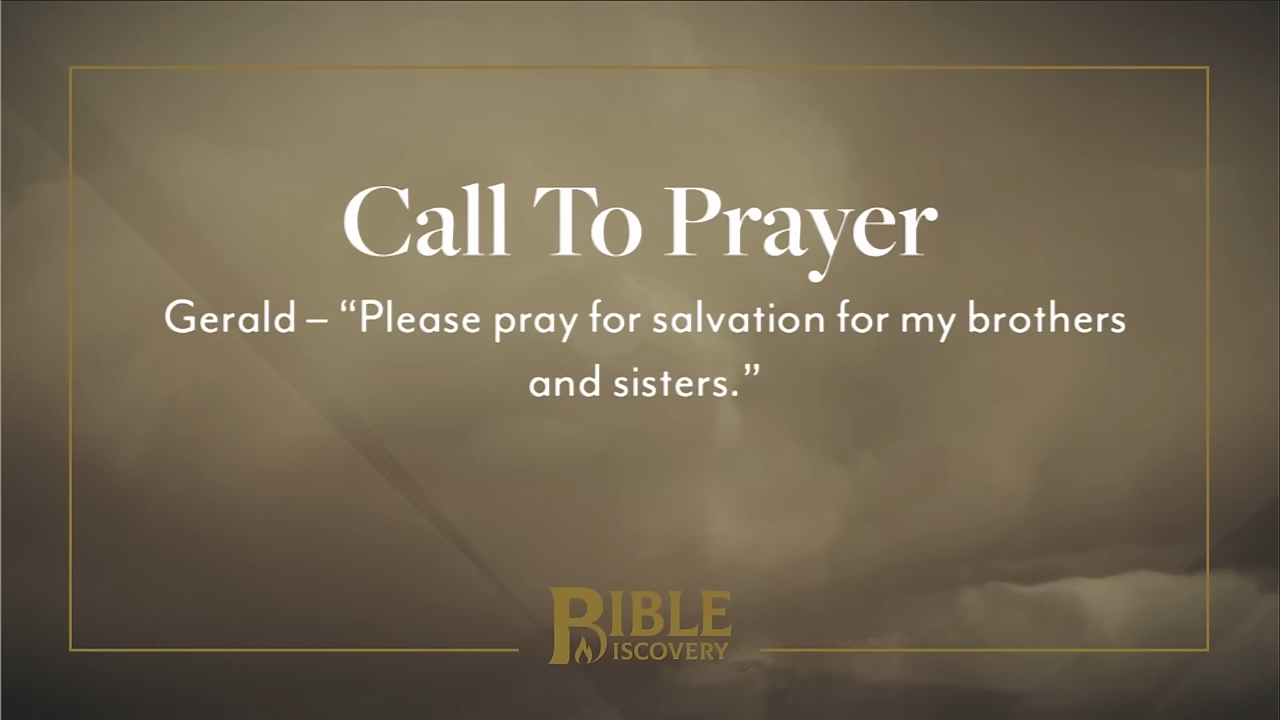 Call To Prayer
Gerald – “Please pray for salvation for my brothers
and sisters.”
BIBLE
DISCOVERY